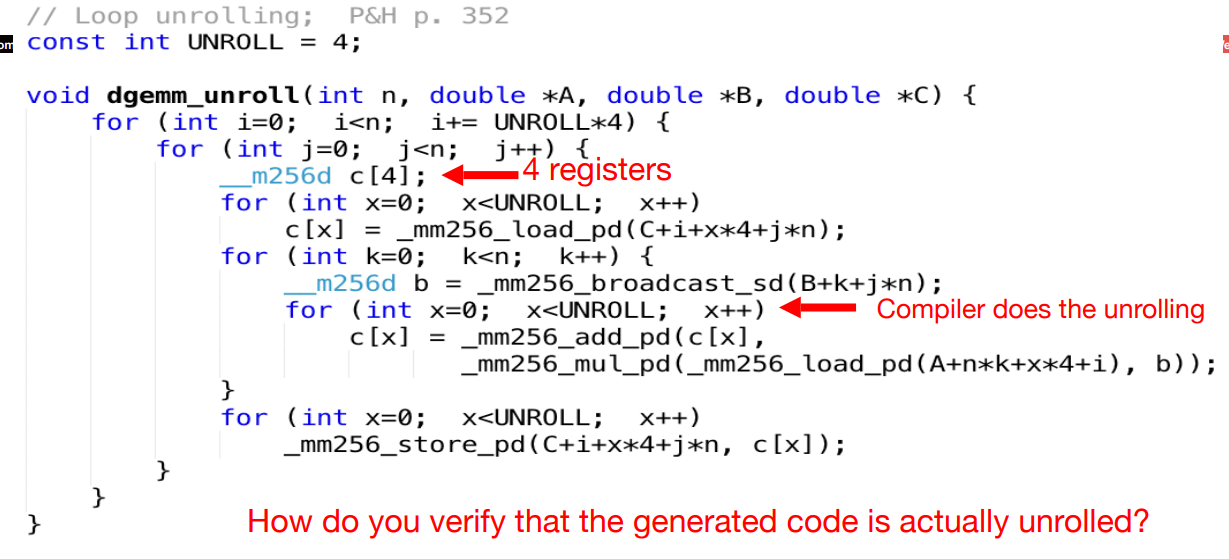 // Loop unrolling;  P&H p. 352
om
const int UNROLL = 4;
e
void dgemm_unroll(int n, double *A, double *B, double *C) {
for (int i=0;  i<n;  i+= UNROLL*4) {
for (int j=0;  j<n;  j++) {
__m256d c[4];
4 registers
for (int x=0;  x<UNROLL;  x++)
c[x] = _mm256_load_pd(C+i+x*4+j*n);
for (int k=0;  k<n;  k++) {
__m256d b = _mm256_broadcast_sd(B+k+j*n);
for (int x=0;  x<UNROLL;  x++)
Compiler does the unrolling
c[x] = _mm256_add_pd(c[x],
_mm256_mul_pd(_mm256_load_pd(A+n*k+x*4+i), b));
}
for (int x=0;  x<UNROLL;  x++)
_mm256_store_pd(C+i+x*4+j*n, c[x]);
}
}
}
How do you verify that the generated code is actually unrolled?